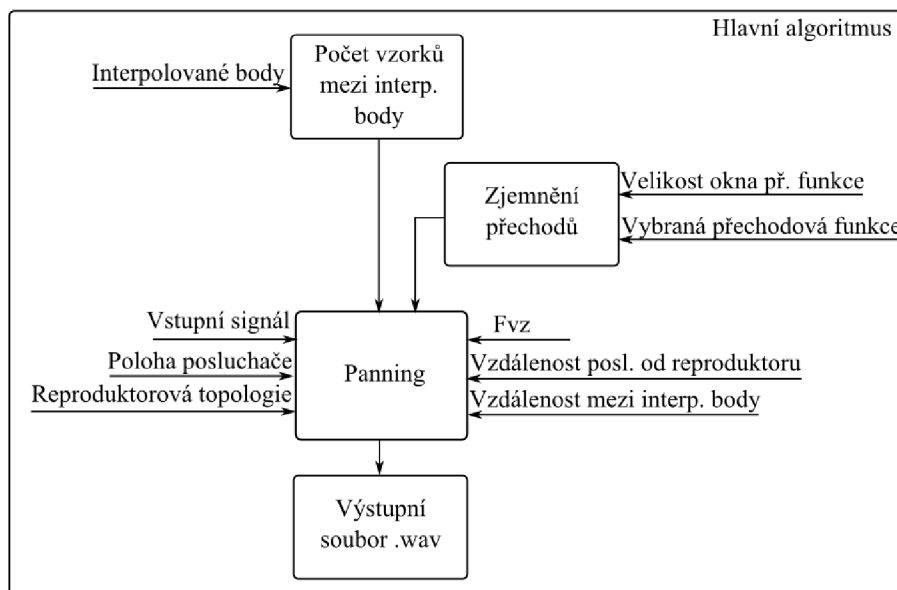 Hlavní algoritmus
Interpolované body
Počet vzorků
mezi interp.
body
Zjemnění
přechodů
Velikost okna př. funkce
Vybraná přechodová funkce
Vstupní signál
Poloha posluchače
Reproduktorová topologie
Panning
Fvz
Vzdálenost posl. od reproduktoru
Vzdálenost mezi interp. body
Výstupní
soubor .wav